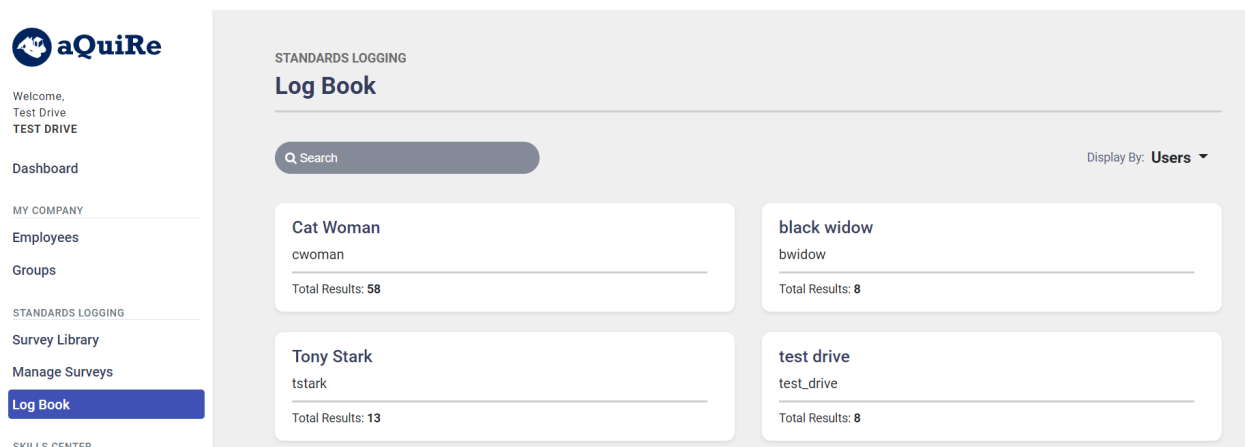 aQuiRe
Welcome,
Test Drive
TEST DRIVE
Dashboard
MY COMPANY
Employees
Groups
STANDARDS LOGGING
Survey Library
Manage Surveys
Log Book
SKILLS CENTER
STANDARDS LOGGING
Log Book
Search
Display By: Users
Cat Woman
cwoman
Total Results: 58
black widow
bwidow
Total Results: 8
Tony Stark
tstark
Total Results: 13
test drive
test_drive
Total Results: 8